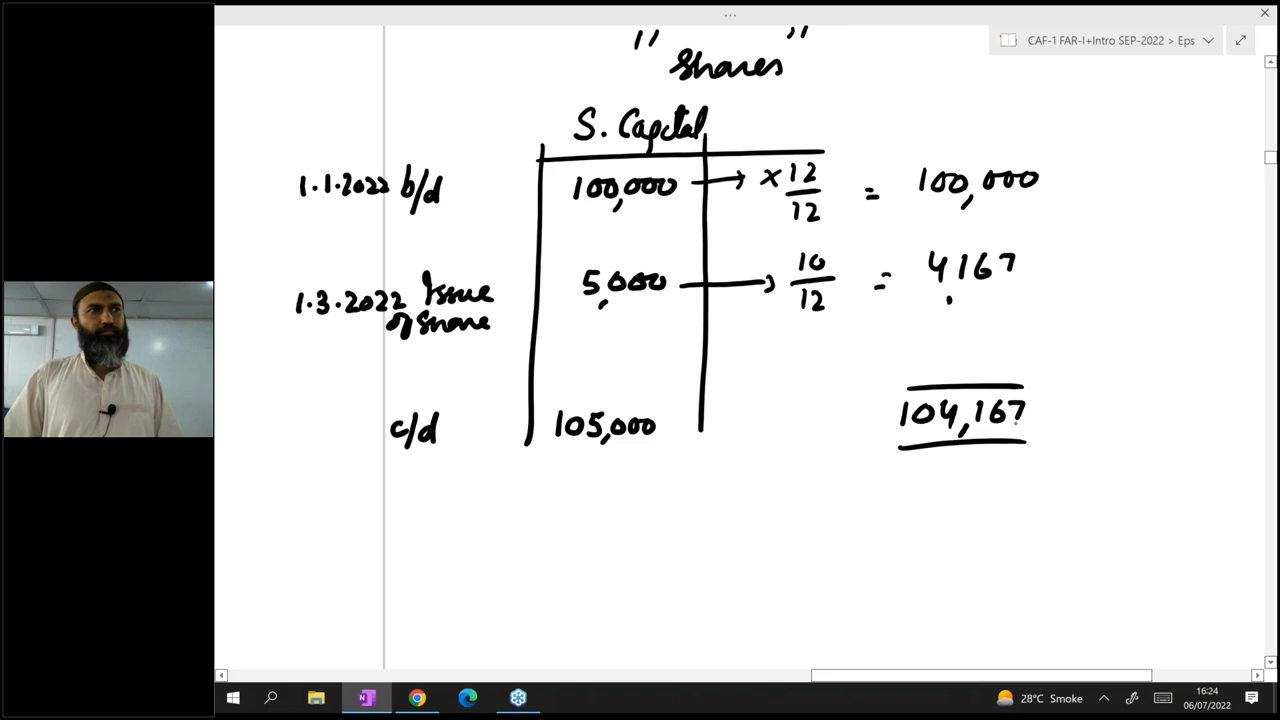 CAF-1 FAR-I+Intro SEP-2022 > Eps
" Shares "
S. Capital
1.1.2022 b/d 100,000 → × 12/12 = 100,000
1.3.2022 Issue of Share 5,000 → 10/12 = 4167
c/d 105,000 104,167
28°C Smoke
16:24
06/07/2022